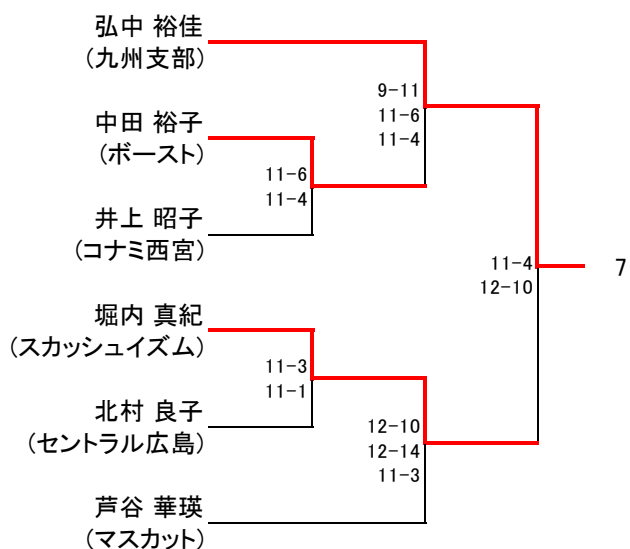 弘中 裕佳
(九州支部)
9-11
11-6
11-4
中田 裕子
(ボースト)
11-6
11-4
井上 昭子
(コナミ西宮)
11-4
12-10
7
堀内 真紀
(スカッシュイズム)
11-3
11-1
北村 良子
(セントラル広島)
12-10
12-14
11-3
芦谷 華瑛
(マスカット)